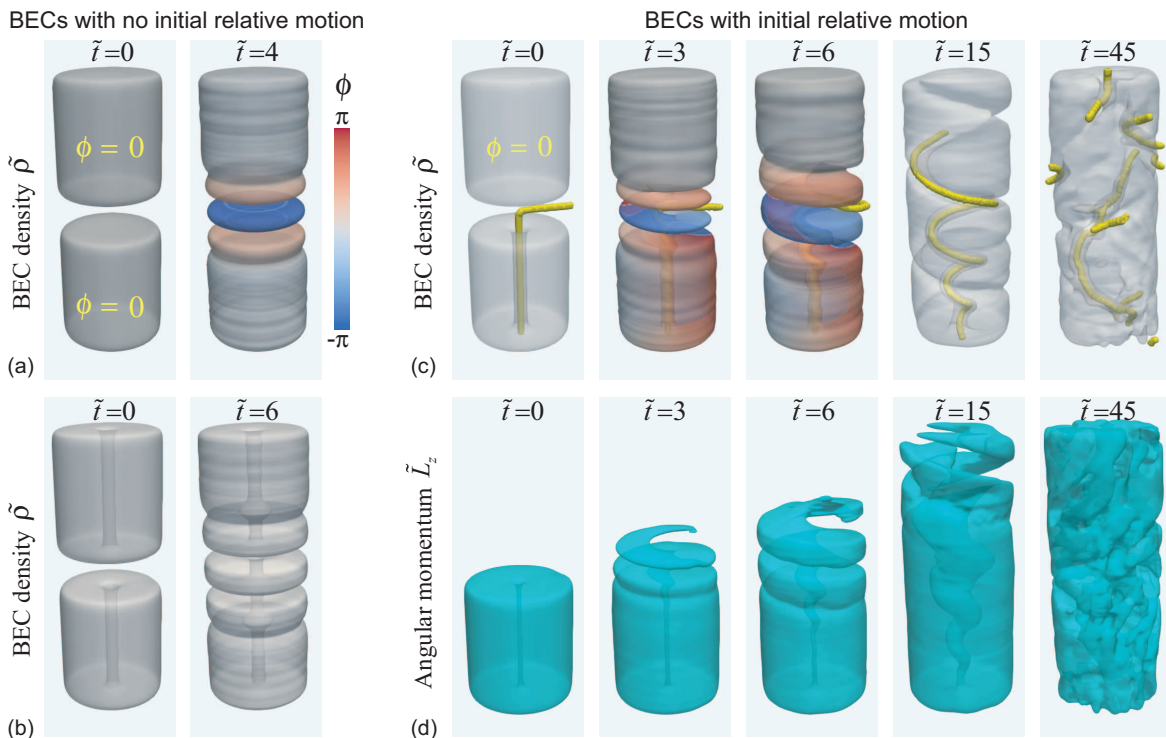 BECs with no initial relative motion
t̃=0
t̃=4
BEC density ρ̃
ϕ = 0
ϕ = 0
ϕ
π
-π
(a)
t̃=0
t̃=6
BEC density ρ̃
(b)
BECs with initial relative motion
t̃=0
t̃=3
t̃=6
t̃=15
t̃=45
BEC density ρ̃
ϕ = 0
(c)
t̃=0
t̃=3
t̃=6
t̃=15
t̃=45
Angular momentum L̃z
(d)